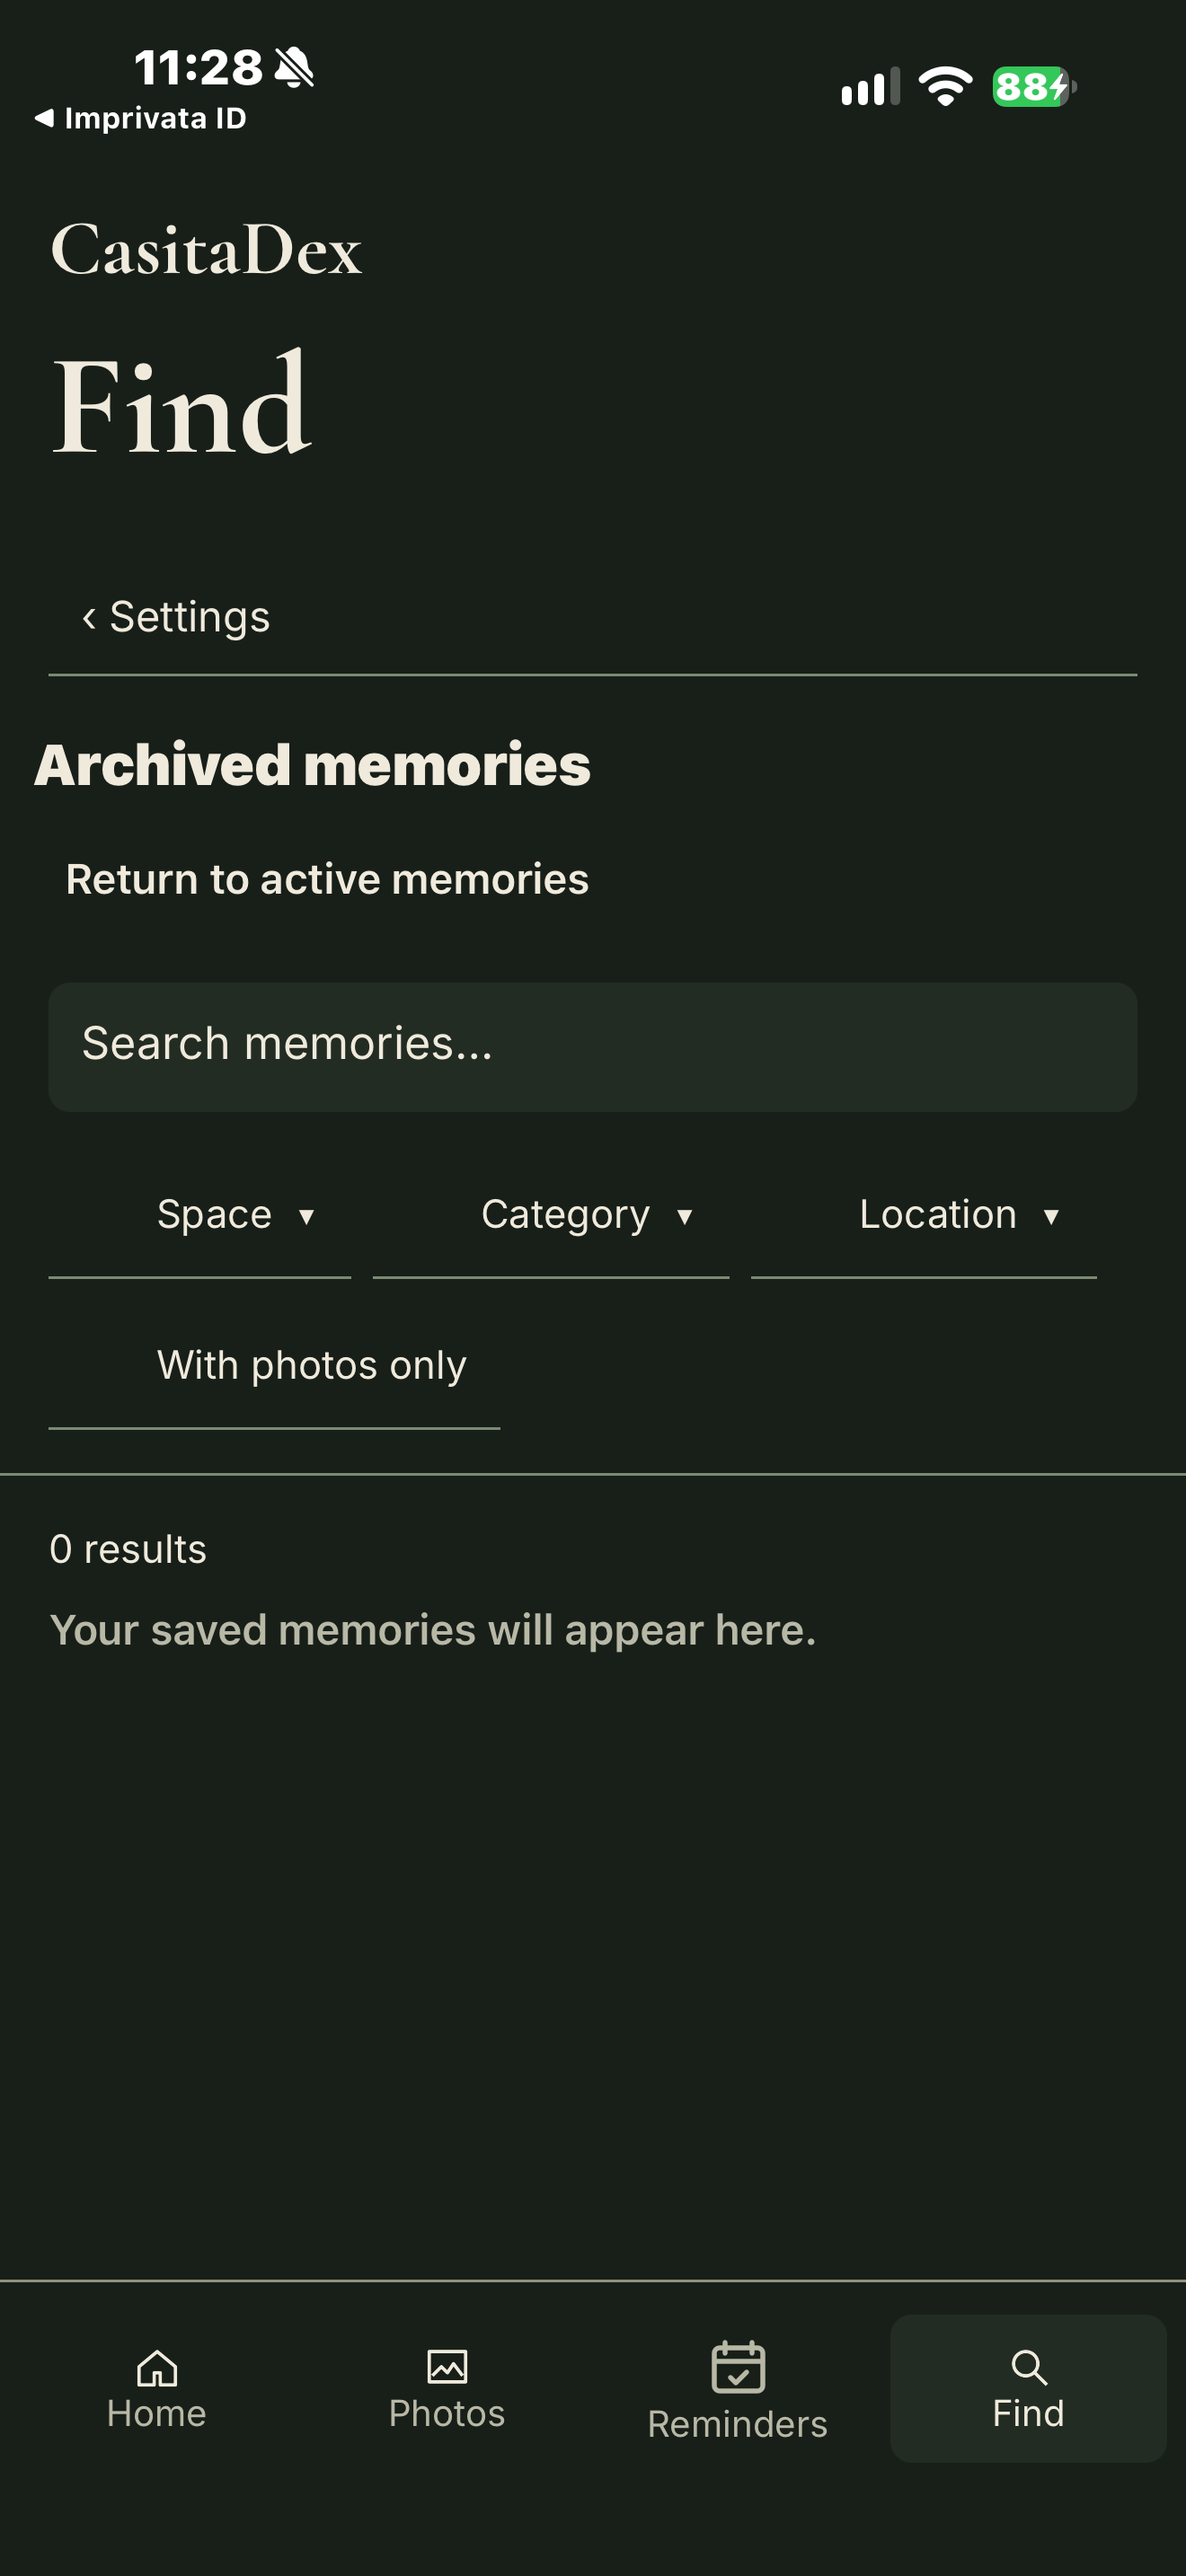 11:28
◀ Imprivata ID
88
CasitaDex
Find
‹ Settings
Archived memories
Return to active memories
Search memories...
Space ▼ Category ▼ Location ▼
With photos only
0 results
Your saved memories will appear here.
Home Photos Reminders Find